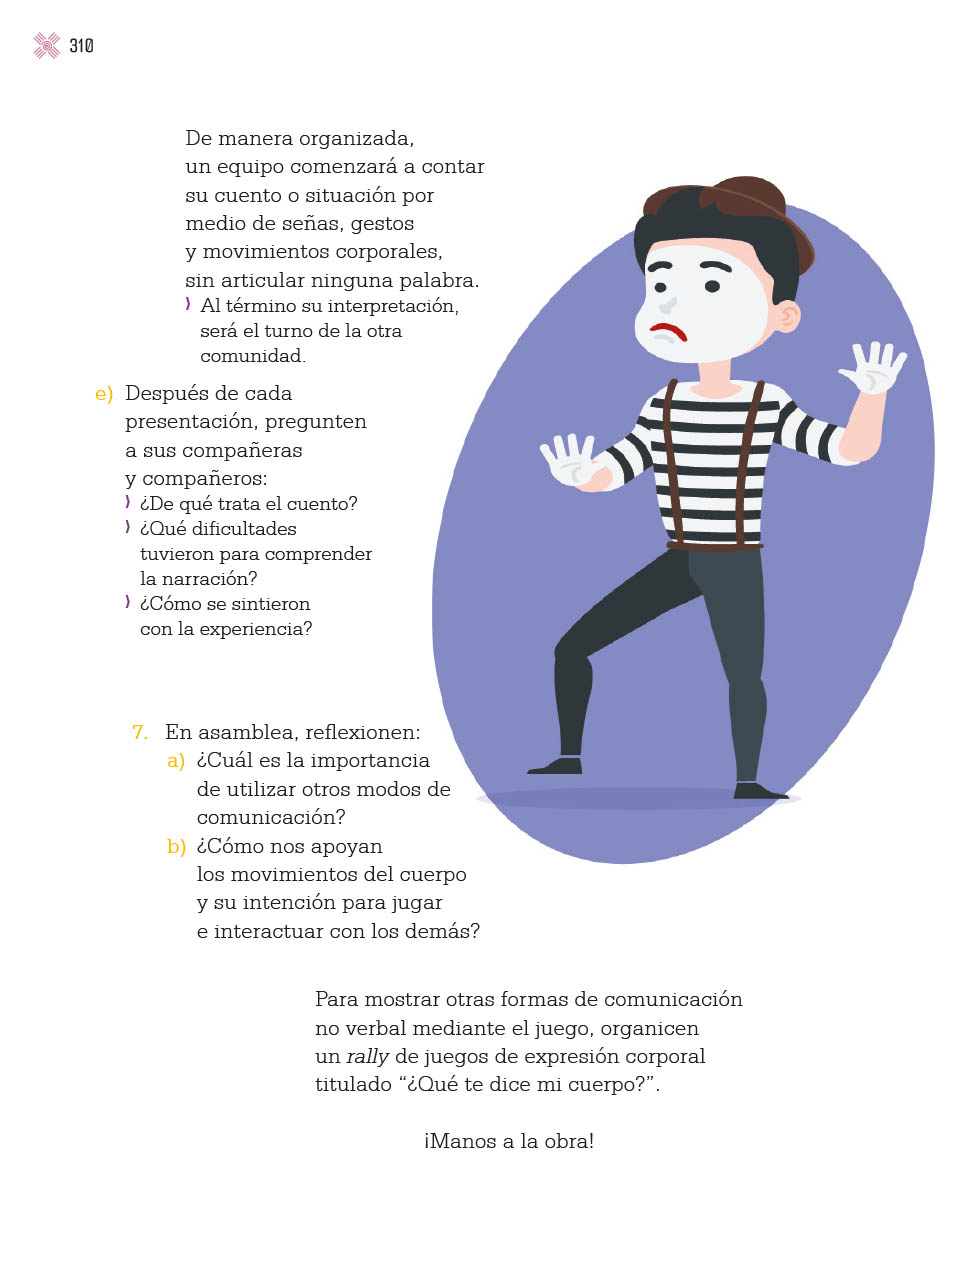 310
De manera organizada,
un equipo comenzará a contar
su cuento o situación por
medio de señas, gestos
y movimientos corporales,
sin articular ninguna palabra.
⟩ Al término su interpretación,
será el turno de la otra
comunidad.
e) Después de cada
presentación, pregunten
a sus compañeras
y compañeros:
⟩ ¿De qué trata el cuento?
⟩ ¿Qué dificultades
tuvieron para comprender
la narración?
⟩ ¿Cómo se sintieron
con la experiencia?
7. En asamblea, reflexionen:
a) ¿Cuál es la importancia
de utilizar otros modos de
comunicación?
b) ¿Cómo nos apoyan
los movimientos del cuerpo
y su intención para jugar
e interactuar con los demás?
Para mostrar otras formas de comunicación
no verbal mediante el juego, organicen
un rally de juegos de expresión corporal
titulado “¿Qué te dice mi cuerpo?”.
¡Manos a la obra!